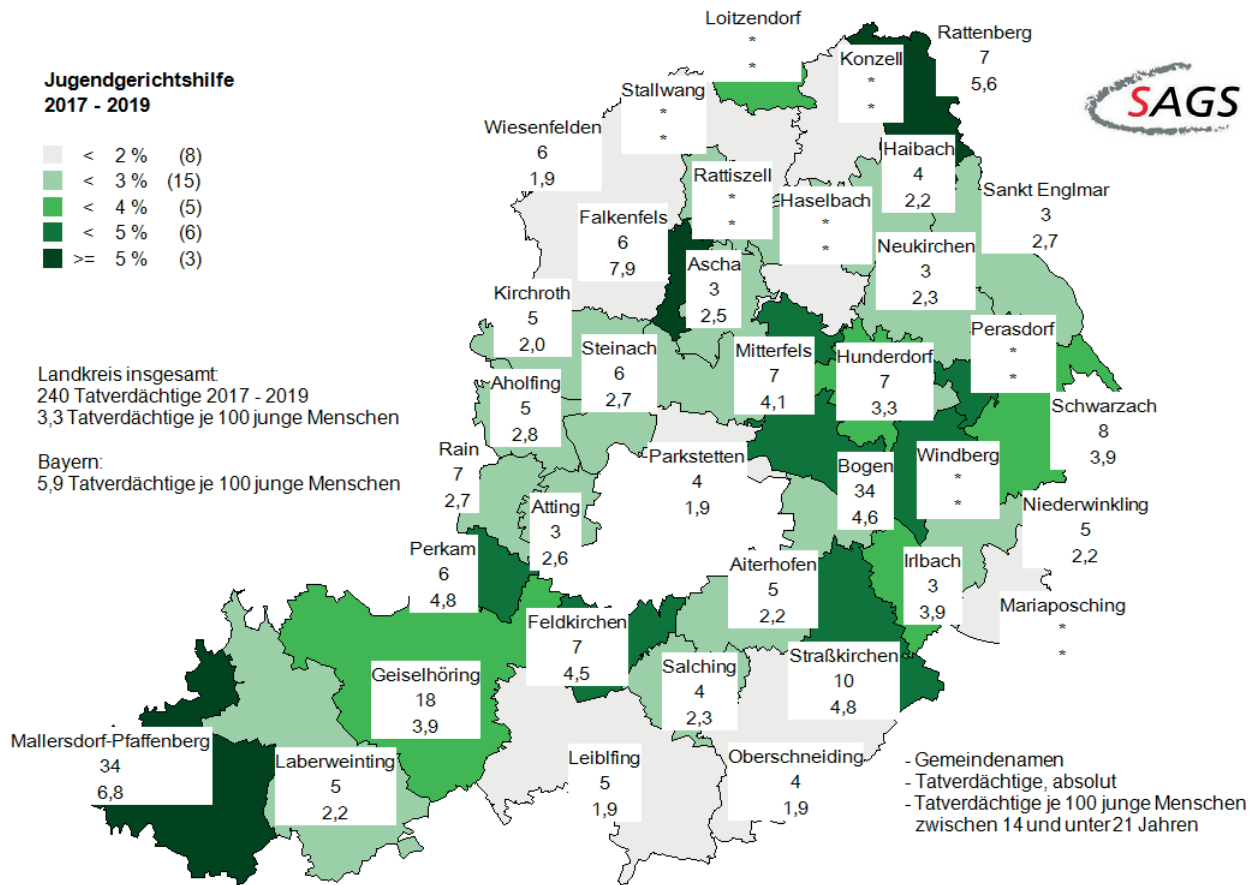 Jugendgerichtshilfe
2017 - 2019
< 2 % (8)
< 3 % (15)
< 4 % (5)
< 5 % (6)
>= 5 % (3)
Landkreis insgesamt:
240 Tatverdächtige 2017 - 2019
3,3 Tatverdächtige je 100 junge Menschen
Bayern:
5,9 Tatverdächtige je 100 junge Menschen
SAGS
Loitzendorf
*
*
Rattenberg
7
5,6
Konzell
*
*
Stallwang
*
*
Wiesenfelden
6
1,9
Haibach
4
2,2
Rattiszell
*
*
Haselbach
*
*
Sankt Englmar
3
2,7
Falkenfels
6
7,9
Neukirchen
3
2,3
Ascha
3
2,5
Kirchroth
5
2,0
Perasdorf
*
*
Steinach
6
2,7
Mitterfels
7
4,1
Hunderdorf
7
3,3
Aholfing
5
2,8
Schwarzach
8
3,9
Rain
7
2,7
Parkstetten
4
1,9
Bogen
34
4,6
Windberg
*
*
Atting
3
2,6
Niederwinkling
5
2,2
Perkam
6
4,8
Aiterhofen
5
2,2
Irlbach
3
3,9
Mariaposching
*
*
Feldkirchen
7
4,5
Straßkirchen
10
4,8
Salching
4
2,3
Geiselhöring
18
3,9
Mallersdorf-Pfaffenberg
34
6,8
Laberweinting
5
2,2
Leiblfing
5
1,9
Oberschneiding
4
1,9
- Gemeindenamen
- Tatverdächtige, absolut
- Tatverdächtige je 100 junge Menschen
zwischen 14 und unter 21 Jahren